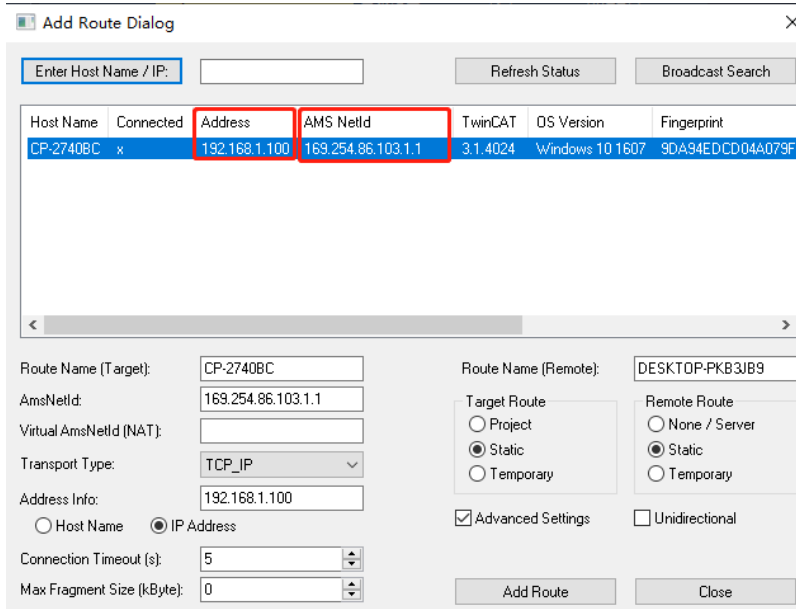 Add Route Dialog
Enter Host Name / IP: Refresh Status Broadcast Search
Host Name Connected Address AMS NetId TwinCAT OS Version Fingerprint
CP-2740BC x 192.168.1.100 169.254.86.103.1.1 3.1.4024 Windows 10 1607 9DA94EDCD04A079F
Route Name (Target): CP-2740BC Route Name (Remote): DESKTOP-PKB3JB9
AmsNetId: 169.254.86.103.1.1 Target Route Remote Route
Virtual AmsNetId (NAT): Project None / Server
Transport Type: TCP_IP Static Static
Temporary Temporary
Address Info: 192.168.1.100
Host Name IP Address Advanced Settings Unidirectional
Connection Timeout (s): 5
Max Fragment Size (kByte): 0 Add Route Close